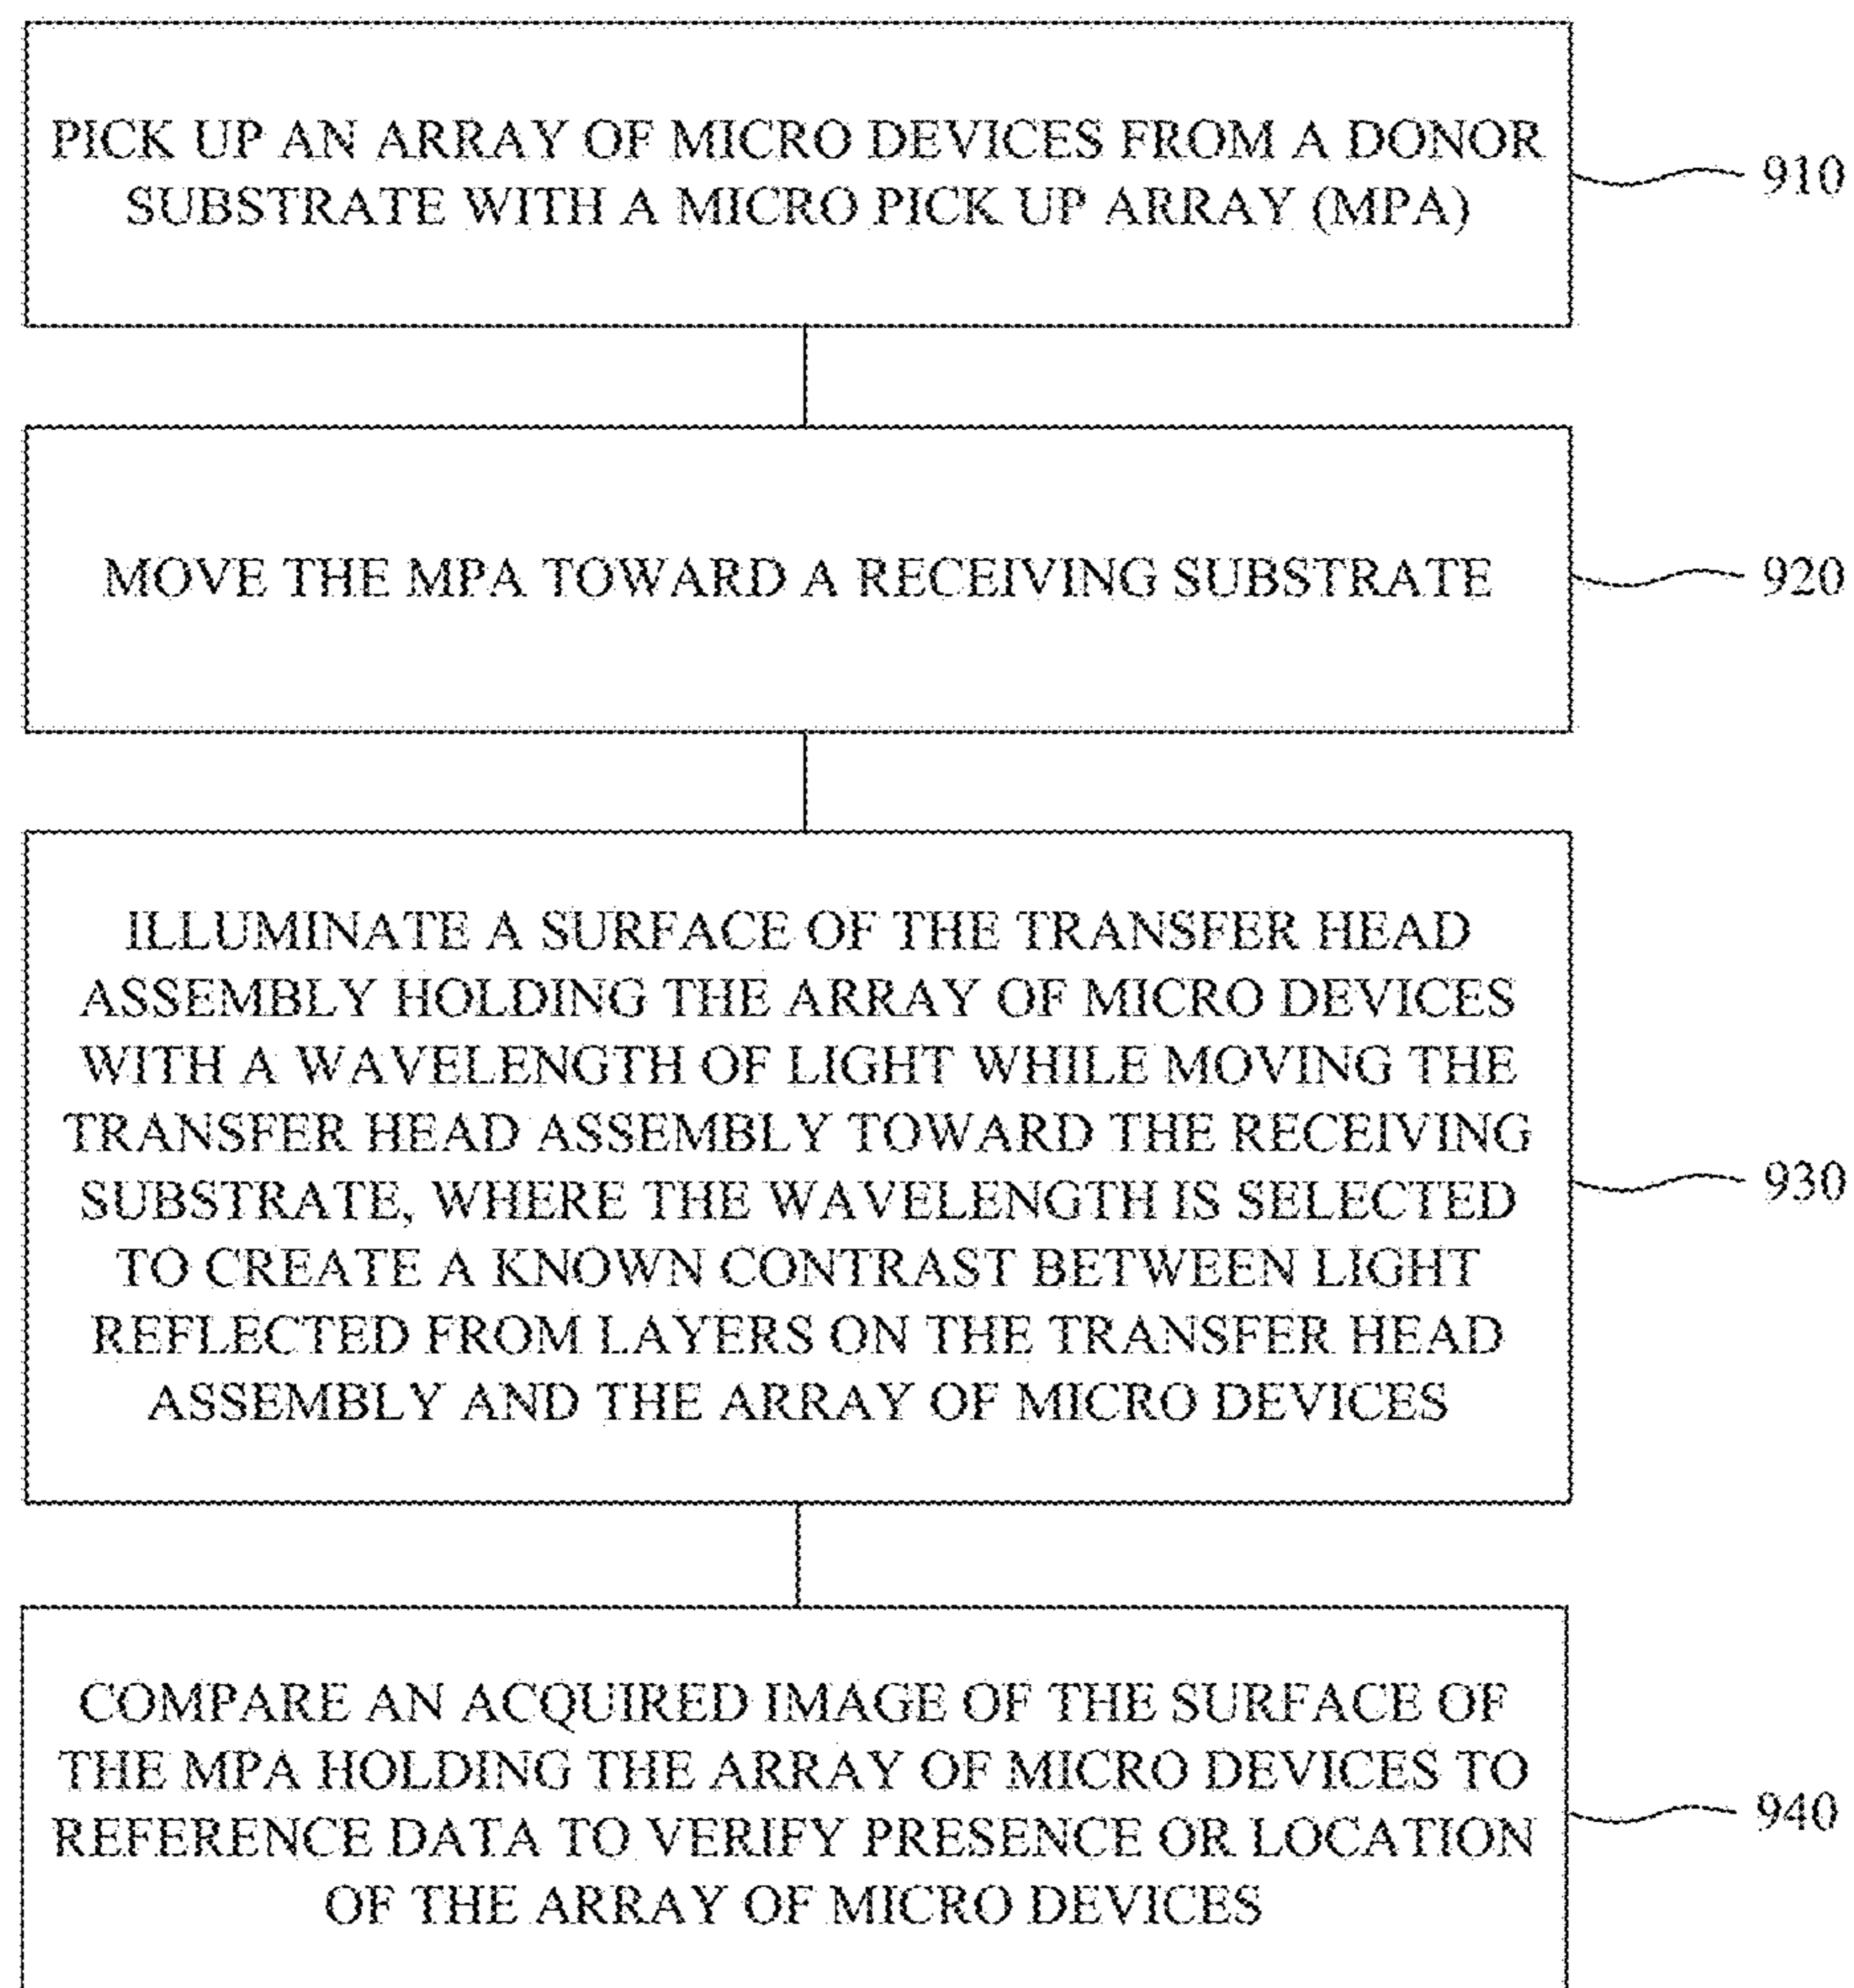 PICK UP AN ARRAY OF MICRO DEVICES FROM A DONOR
SUBSTRATE WITH A MICRO PICK UP ARRAY (MPA)
910
MOVE THE MPA TOWARD A RECEIVING SUBSTRATE
920
ILLUMINATE A SURFACE OF THE TRANSFER HEAD
ASSEMBLY HOLDING THE ARRAY OF MICRO DEVICES
WITH A WAVELENGTH OF LIGHT WHILE MOVING THE
TRANSFER HEAD ASSEMBLY TOWARD THE RECEIVING
SUBSTRATE, WHERE THE WAVELENGTH IS SELECTED
TO CREATE A KNOWN CONTRAST BETWEEN LIGHT
REFLECTED FROM LAYERS ON THE TRANSFER HEAD
ASSEMBLY AND THE ARRAY OF MICRO DEVICES
930
COMPARE AN ACQUIRED IMAGE OF THE SURFACE OF
THE MPA HOLDING THE ARRAY OF MICRO DEVICES TO
REFERENCE DATA TO VERIFY PRESENCE OR LOCATION
OF THE ARRAY OF MICRO DEVICES
940